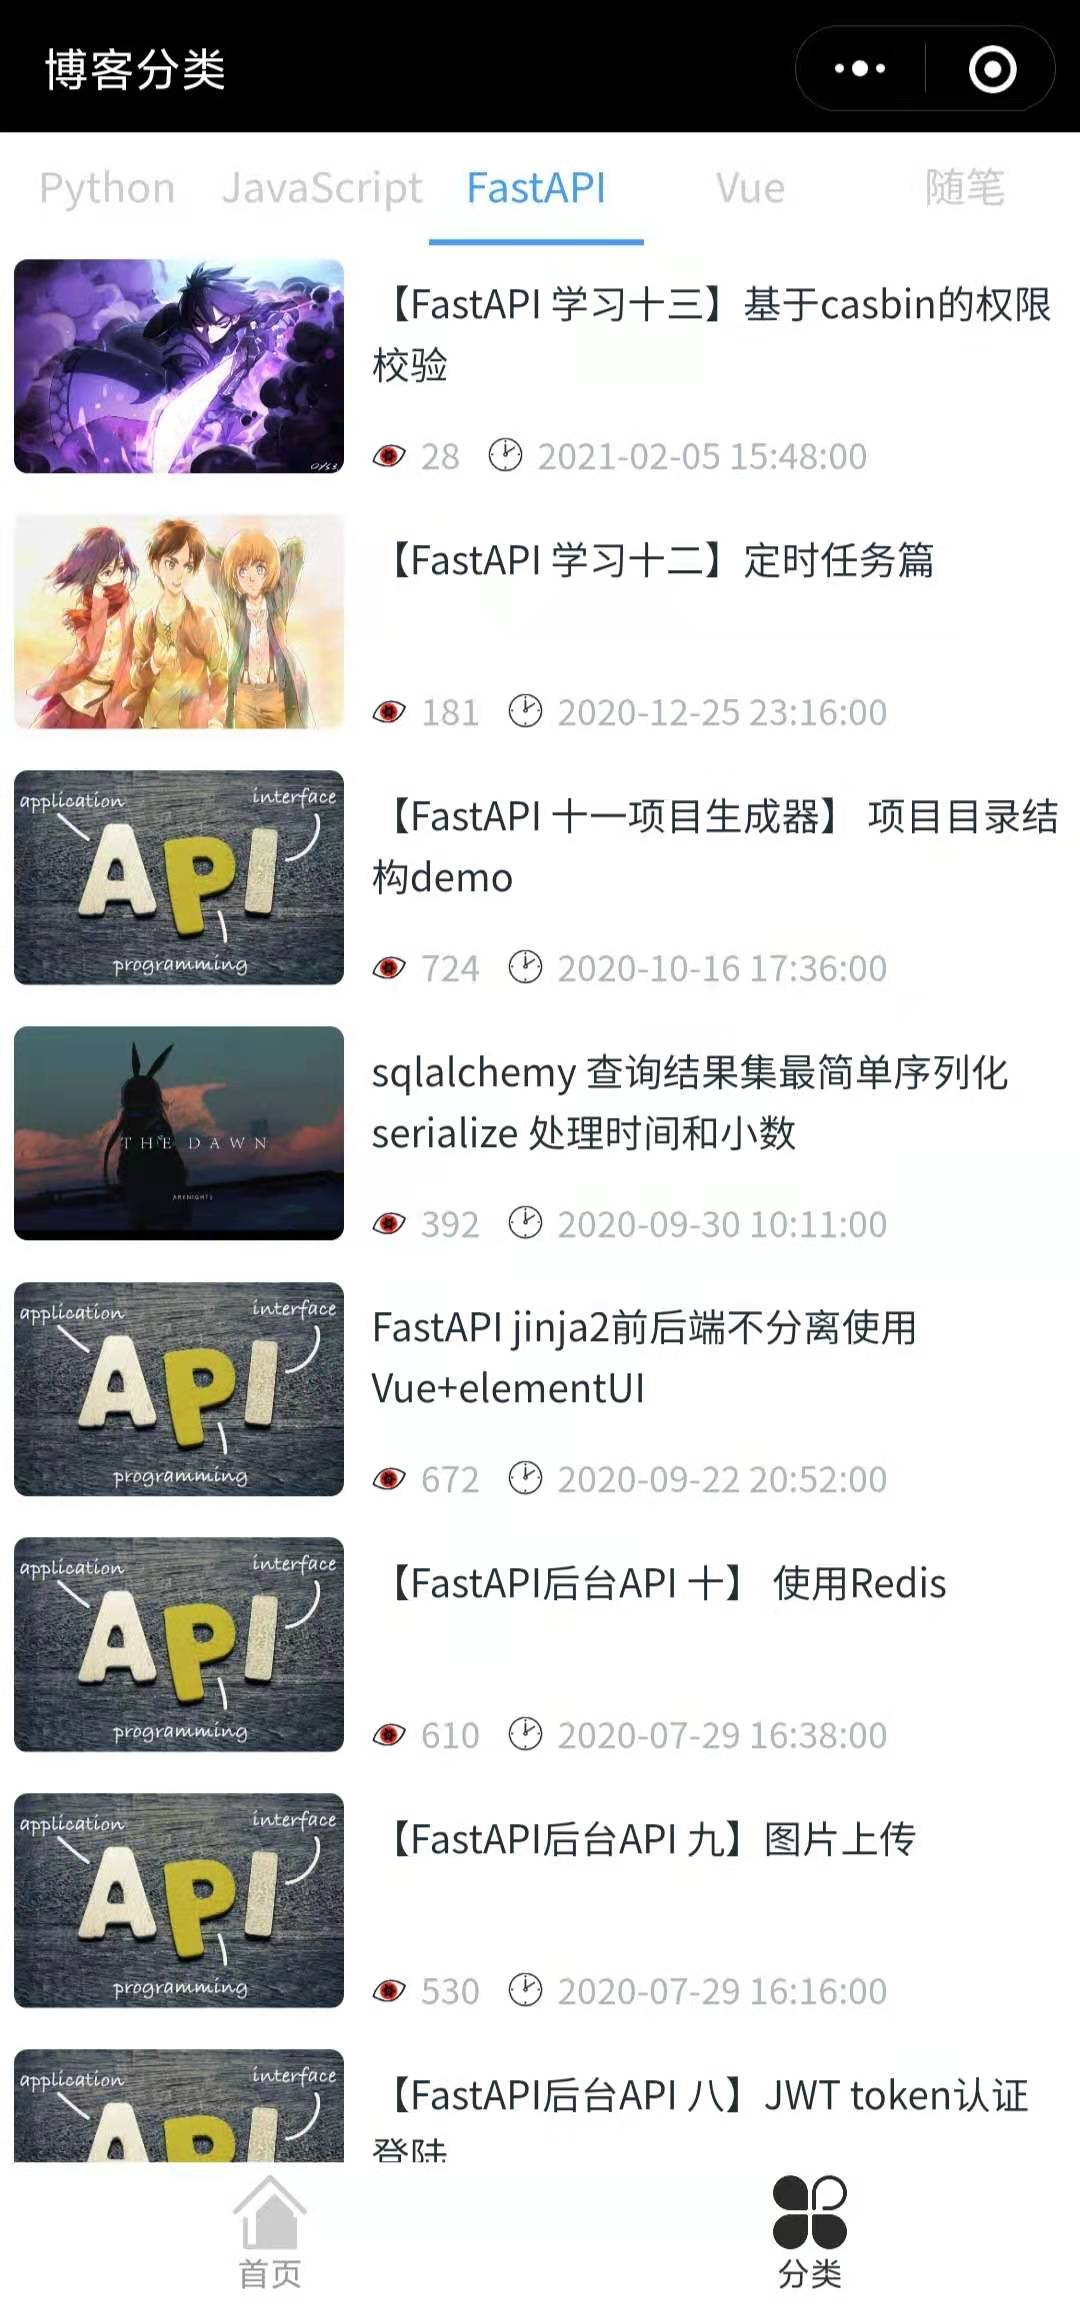 博客分类
Python JavaScript FastAPI Vue 随笔
【FastAPI 学习十三】基于casbin的权限
校验
28 2021-02-05 15:48:00
【FastAPI 学习十二】定时任务篇
181 2020-12-25 23:16:00
application interface
API
programming
【FastAPI 十一项目生成器】 项目目录结
构demo
724 2020-10-16 17:36:00
THE DAWN
ARKNIGHTS
sqlalchemy 查询结果集最简单序列化
serialize 处理时间和小数
392 2020-09-30 10:11:00
application interface
API
programming
FastAPI jinja2前后端不分离使用
Vue+elementUI
672 2020-09-22 20:52:00
application interface
API
programming
【FastAPI后台API 十】 使用Redis
610 2020-07-29 16:38:00
application interface
API
programming
【FastAPI后台API 九】图片上传
530 2020-07-29 16:16:00
application interface
API
【FastAPI后台API 八】JWT token认证
登陆
首页
分类